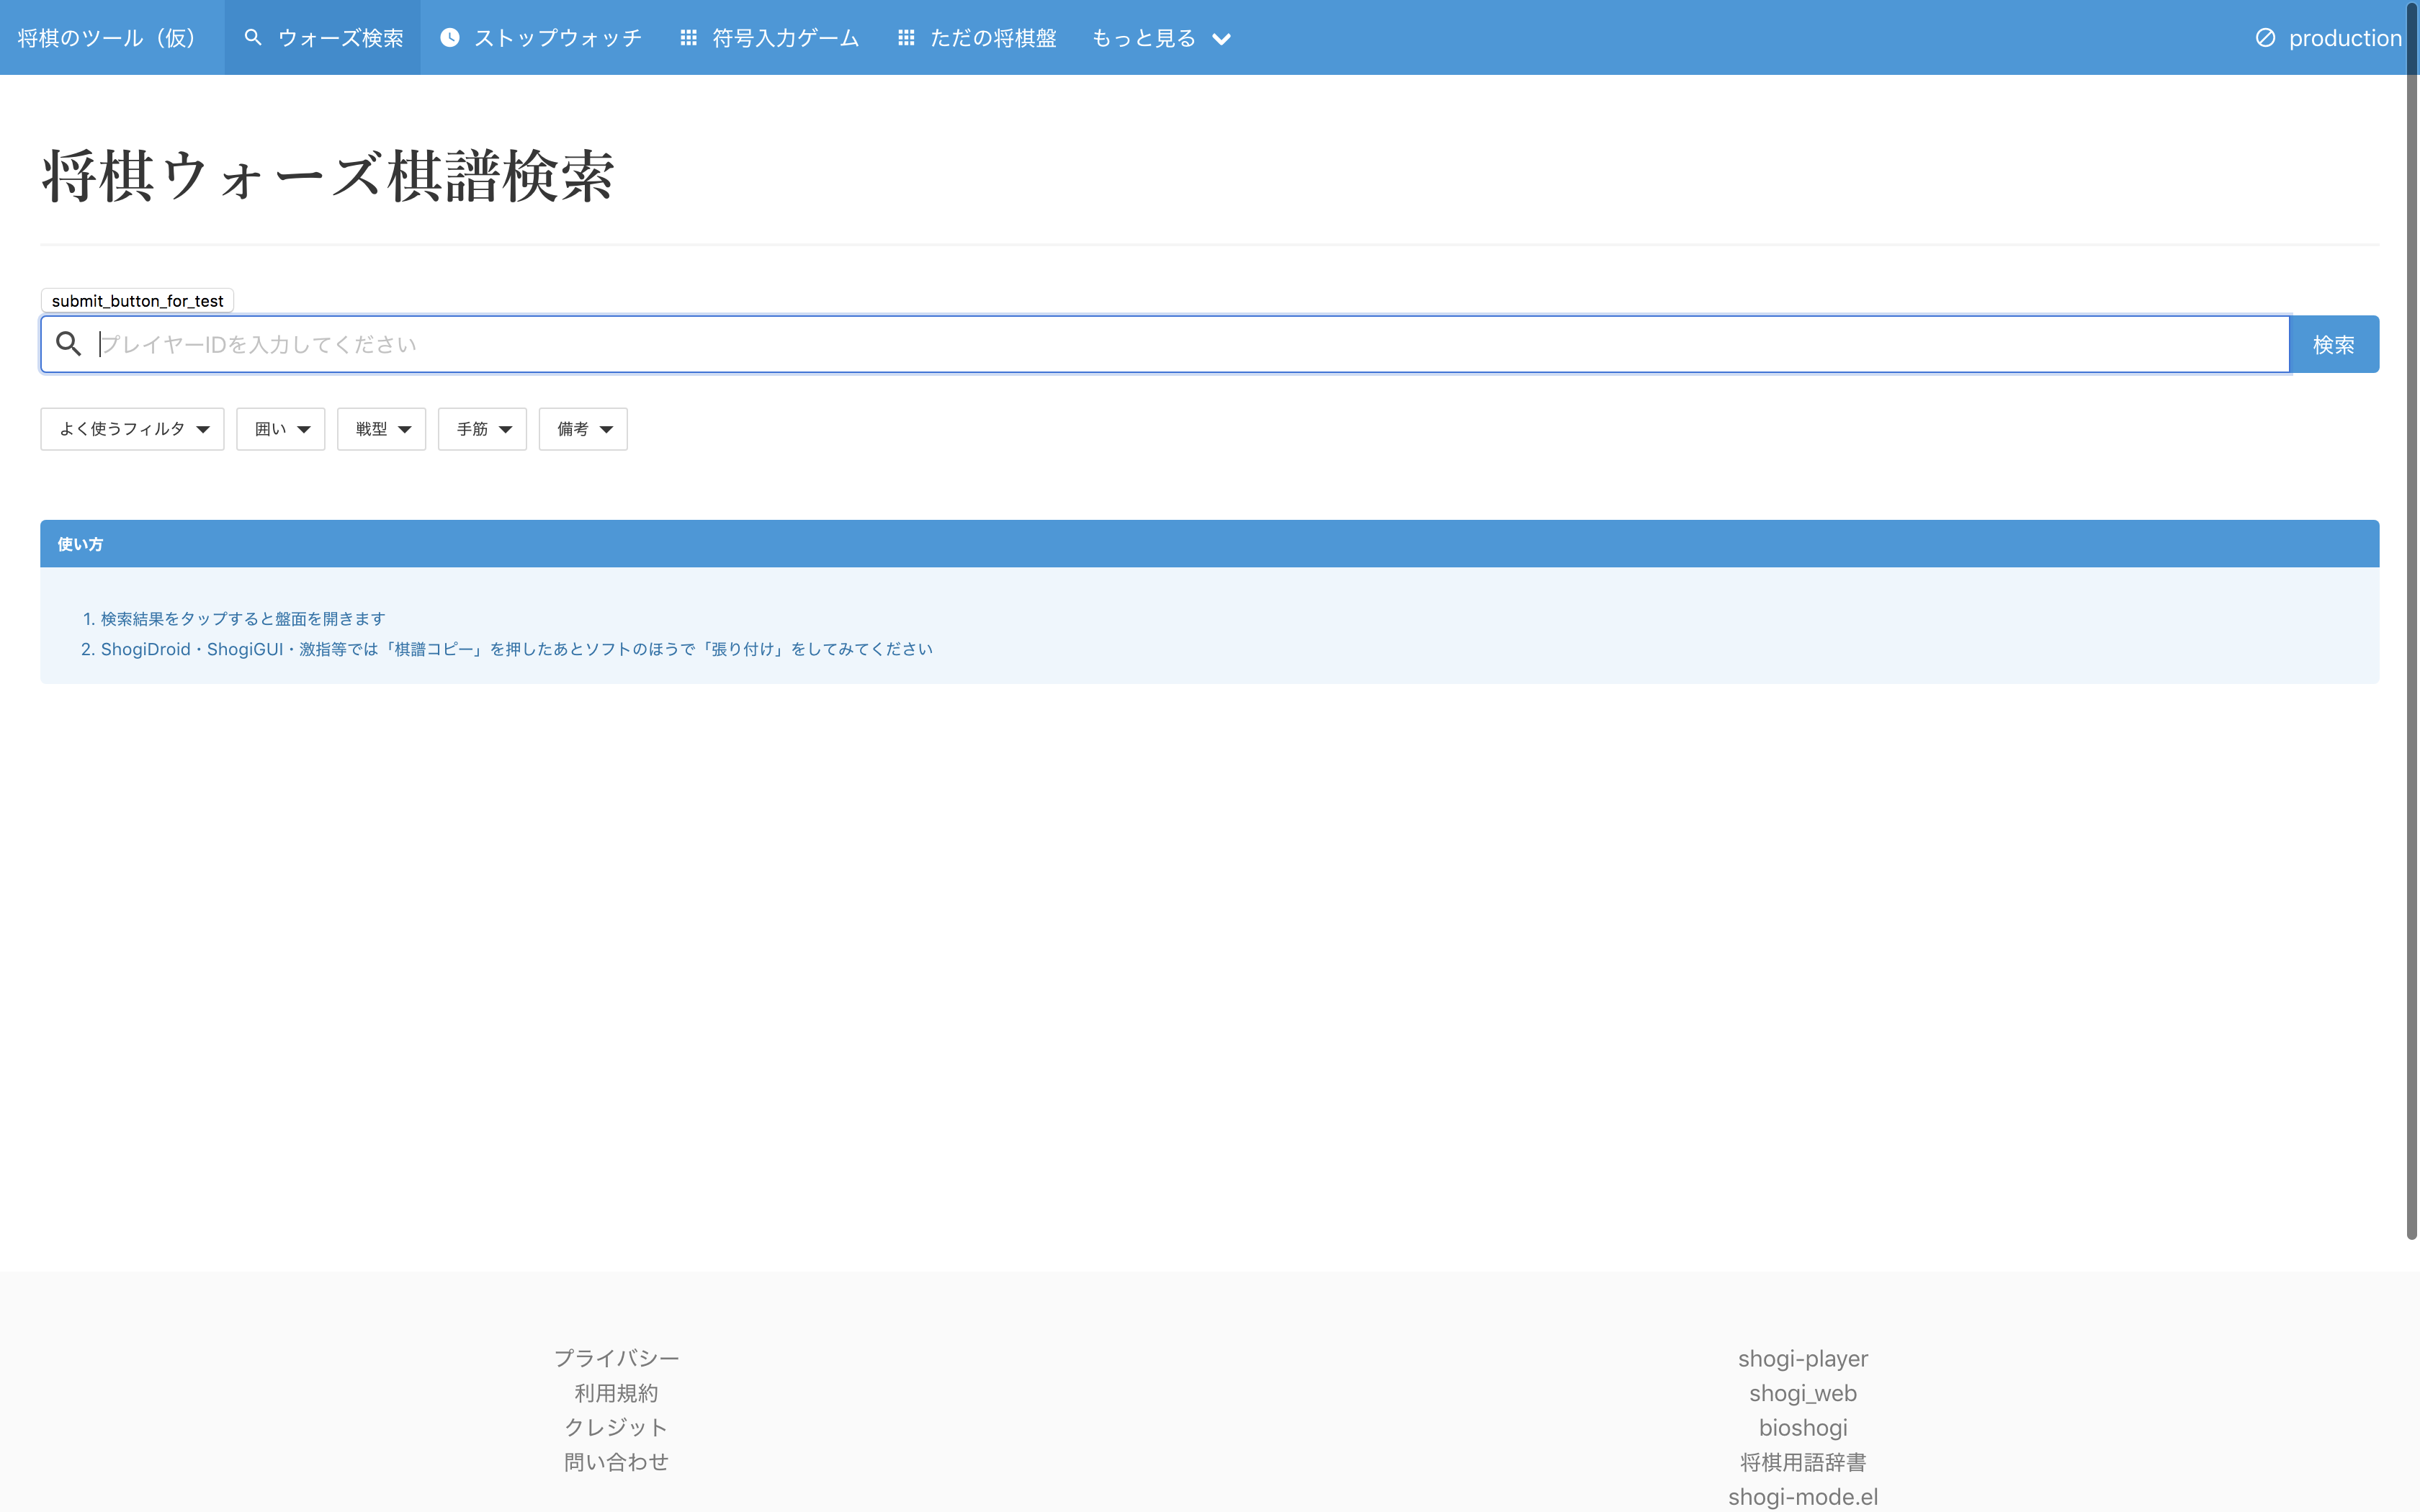 将棋のツール（仮） ウォーズ検索 ストップウォッチ 符号入力ゲーム ただの将棋盤 もっと見る production
将棋ウォーズ棋譜検索
submit_button_for_test
プレイヤーIDを入力してください 検索
よく使うフィルタ 囲い 戦型 手筋 備考
使い方
1. 検索結果をタップすると盤面を開きます
2. ShogiDroid・ShogiGUI・激指等では「棋譜コピー」を押したあとソフトのほうで「張り付け」をしてみてください
プライバシー
利用規約
クレジット
問い合わせ
shogi-player
shogi_web
bioshogi
将棋用語辞書
shogi-mode.el